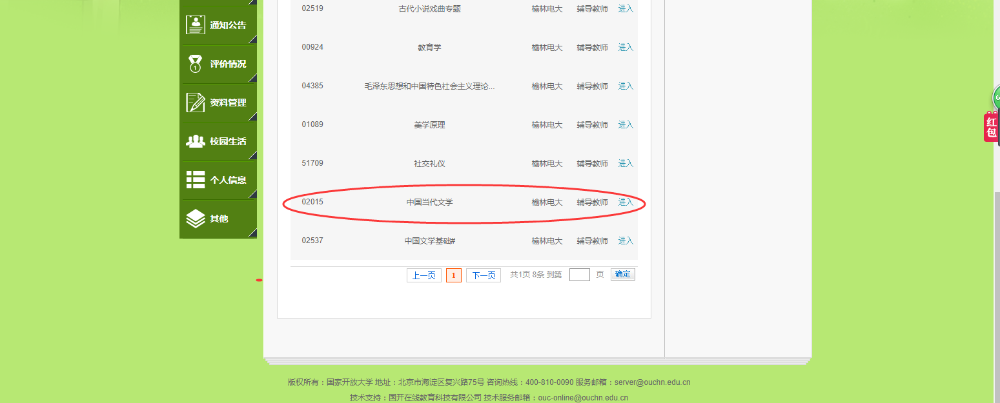 通知公告
评价情况
资料管理
校园生活
个人信息
其他
02519 古代小说戏曲专题 榆林电大 辅导教师 进入
00924 教育学 榆林电大 辅导教师 进入
04385 毛泽东思想和中国特色社会主义理论... 榆林电大 辅导教师 进入
01089 美学原理 榆林电大 辅导教师 进入
51709 社交礼仪 榆林电大 辅导教师 进入
02015 中国当代文学 榆林电大 辅导教师 进入
02537 中国文学基础# 榆林电大 辅导教师 进入
上一页 1 下一页 共1页 8条 到第 页 确定
版权所有：国家开放大学 地址：北京市海淀区复兴路75号 咨询热线：400-810-0090 服务邮箱：server@ouchn.edu.cn
技术支持：国开在线教育科技有限公司 技术服务邮箱：ouc-online@ouchn.edu.cn
6
红
包